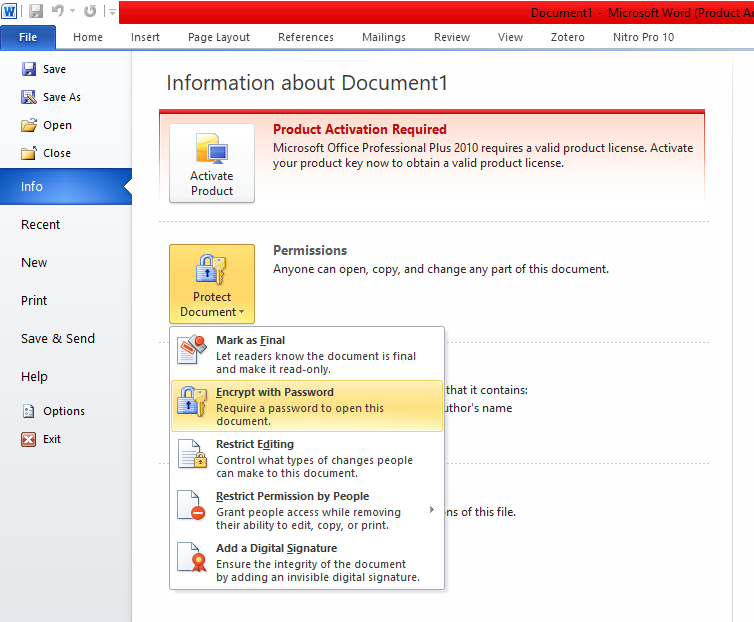 Document1 - Microsoft Word (Product A
File Home Insert Page Layout References Mailings Review View Zotero Nitro Pro 10
Save
Save As
Open
Close
Info
Recent
New
Print
Save & Send
Help
Options
Exit
Information about Document1
Activate
Product
Product Activation Required
Microsoft Office Professional Plus 2010 requires a valid product license. Activate
your product key now to obtain a valid product license.
Protect
Document
Permissions
Anyone can open, copy, and change any part of this document.
Mark as Final
Let readers know the document is final
and make it read-only.
Encrypt with Password
Require a password to open this
document.
that it contains:
uthor's name
Restrict Editing
Control what types of changes people
can make to this document.
Restrict Permission by People
Grant people access while removing
their ability to edit, copy, or print.
ns of this file.
Add a Digital Signature
Ensure the integrity of the document
by adding an invisible digital signature.